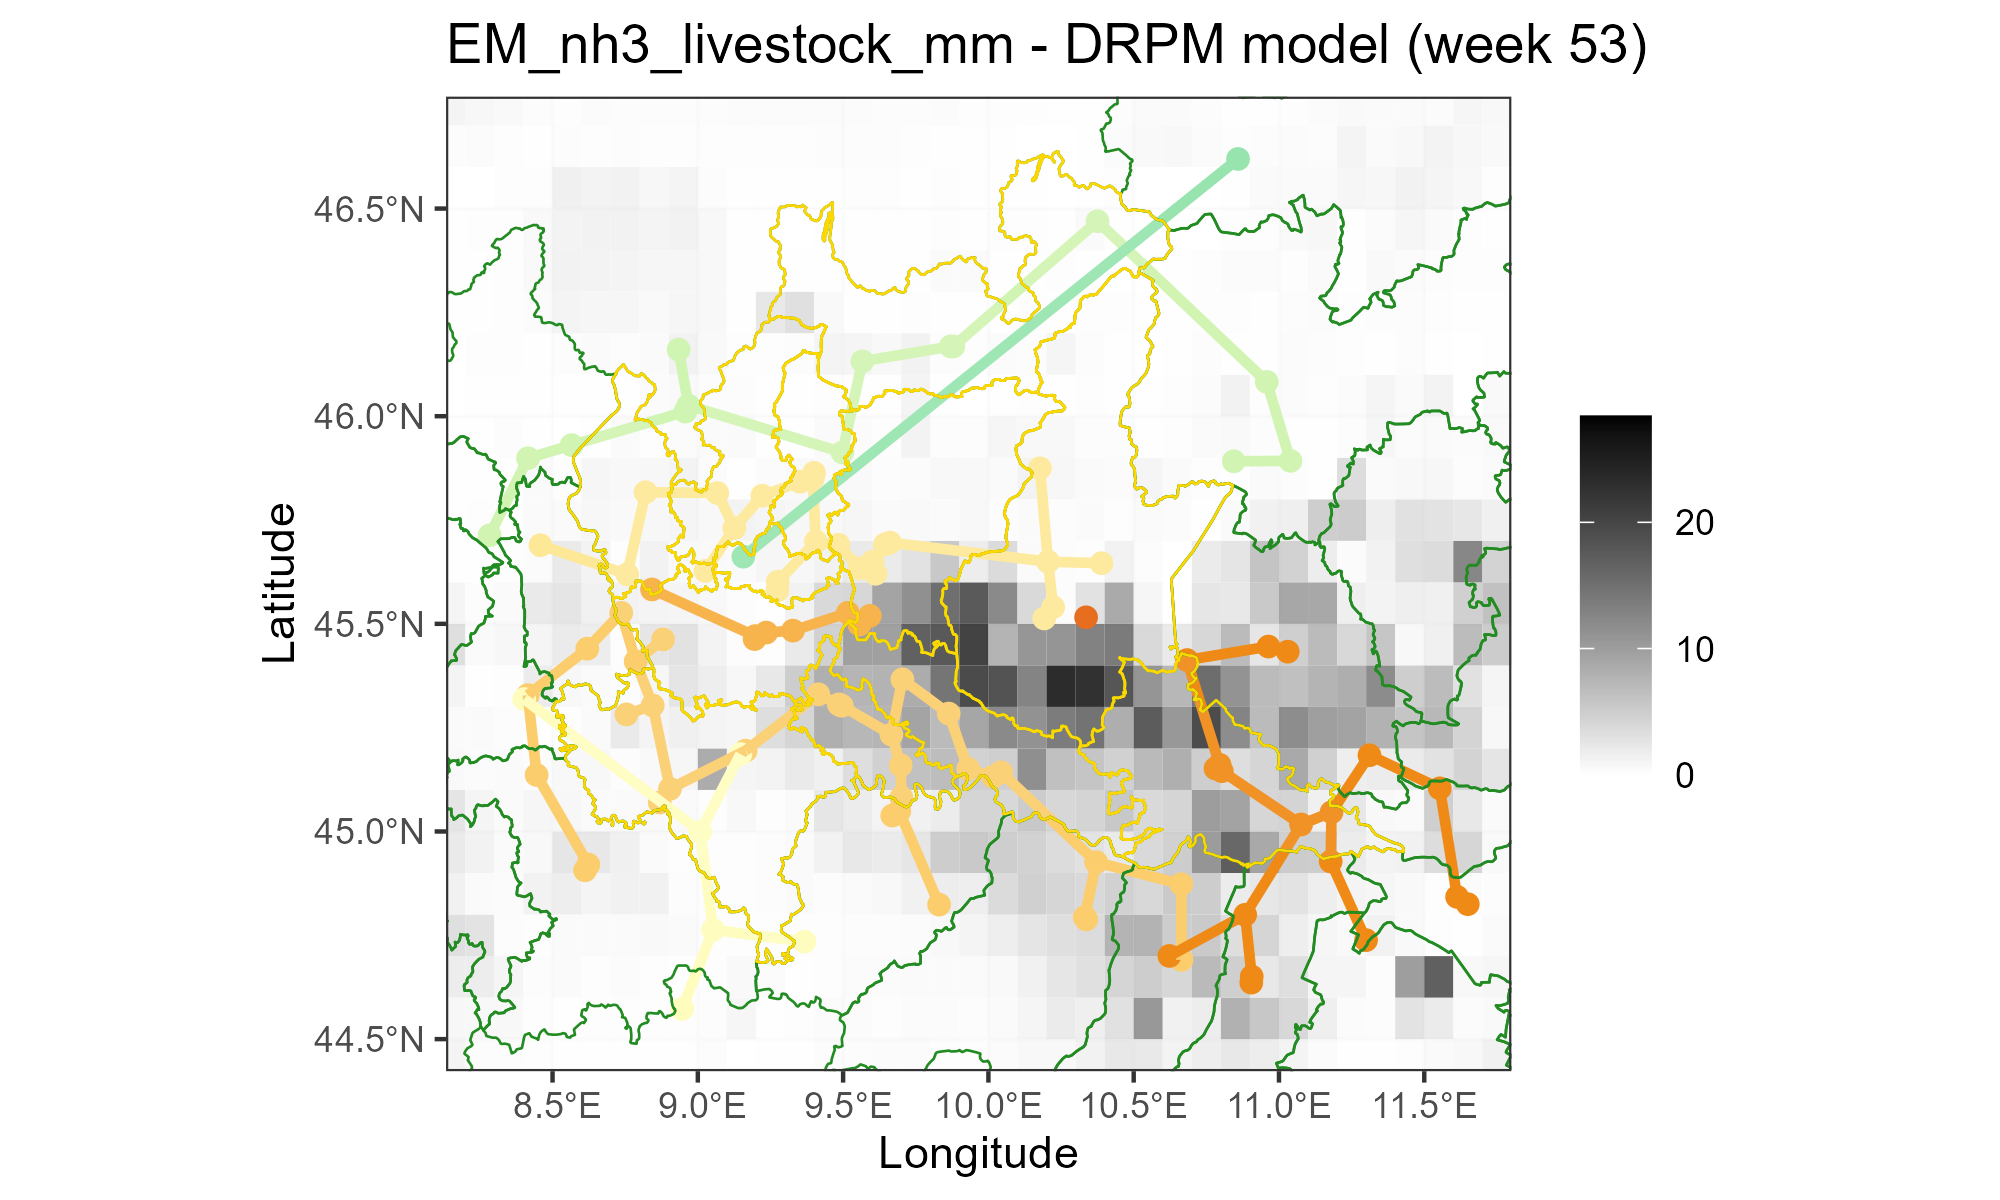 EM_nh3_livestock_mm - DRPM model (week 53)
46.5°N
46.0°N
45.5°N
45.0°N
44.5°N
Latitude
8.5°E 9.0°E 9.5°E 10.0°E 10.5°E 11.0°E 11.5°E
Longitude
20
10
0